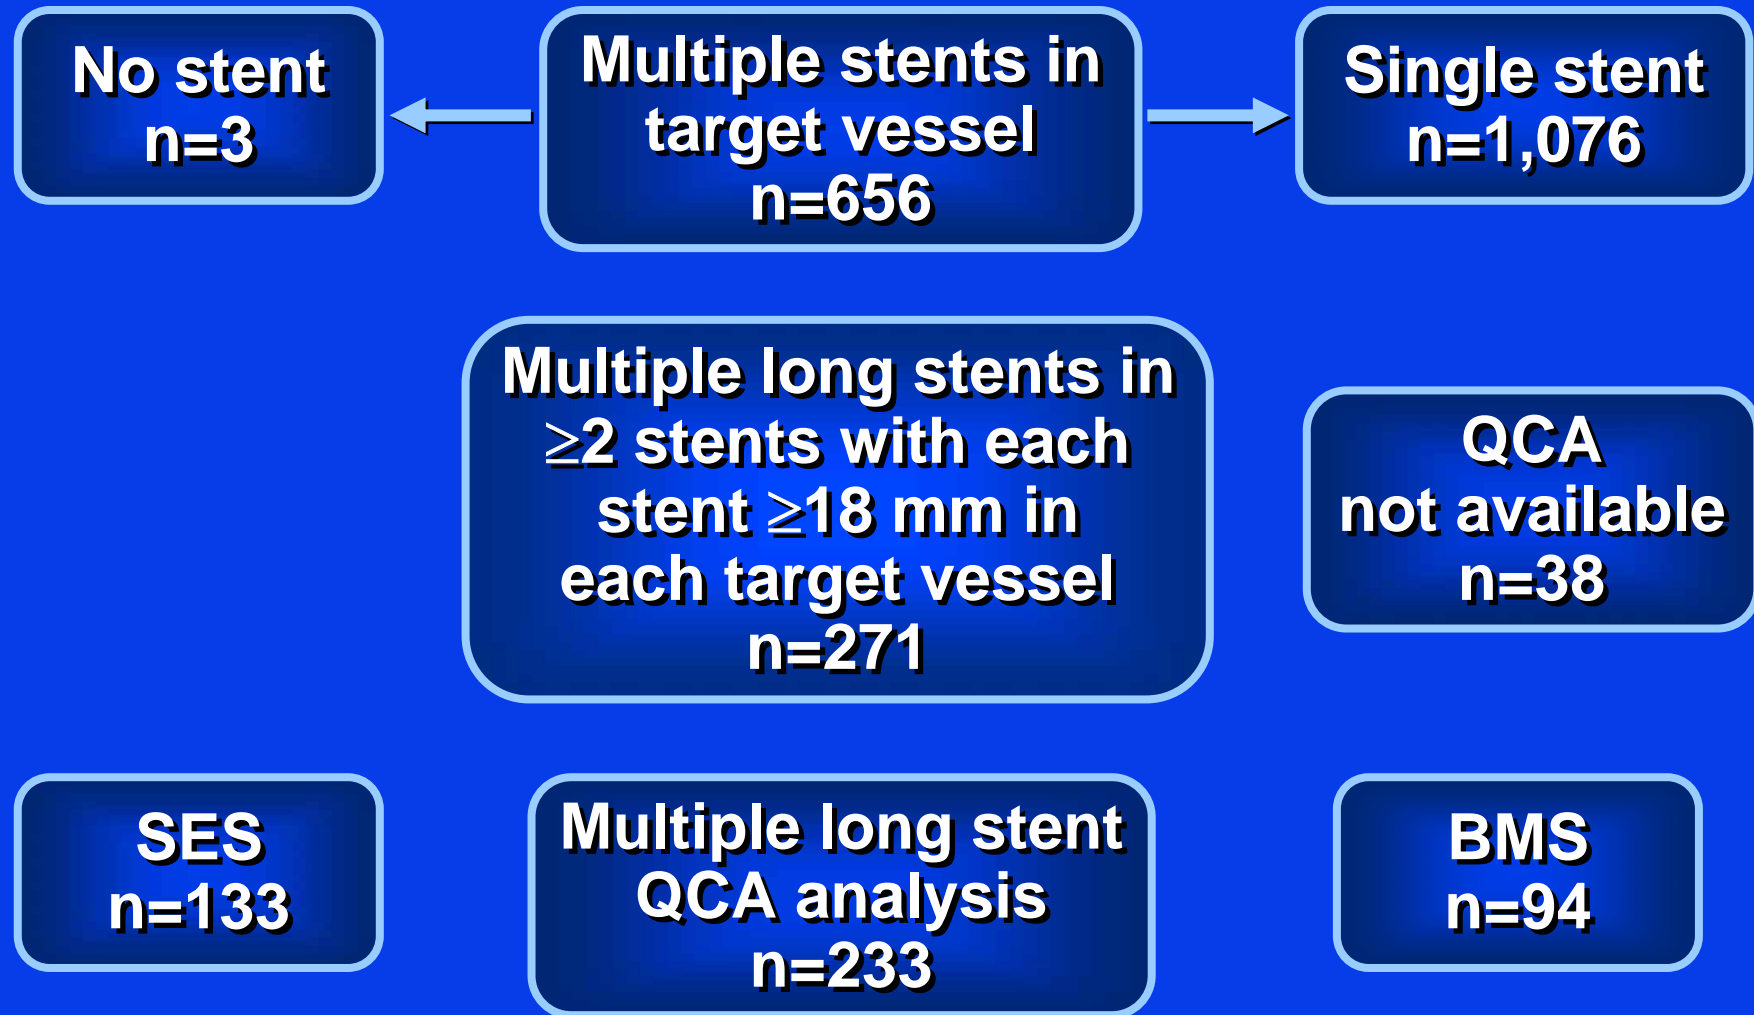 No stent
n=3
Multiple stents in
target vessel
n=656
Single stent
n=1,076
Multiple long stents in
≥2 stents with each
stent ≥18 mm in
each target vessel
n=271
QCA
not available
n=38
SES
n=133
Multiple long stent
QCA analysis
n=233
BMS
n=94